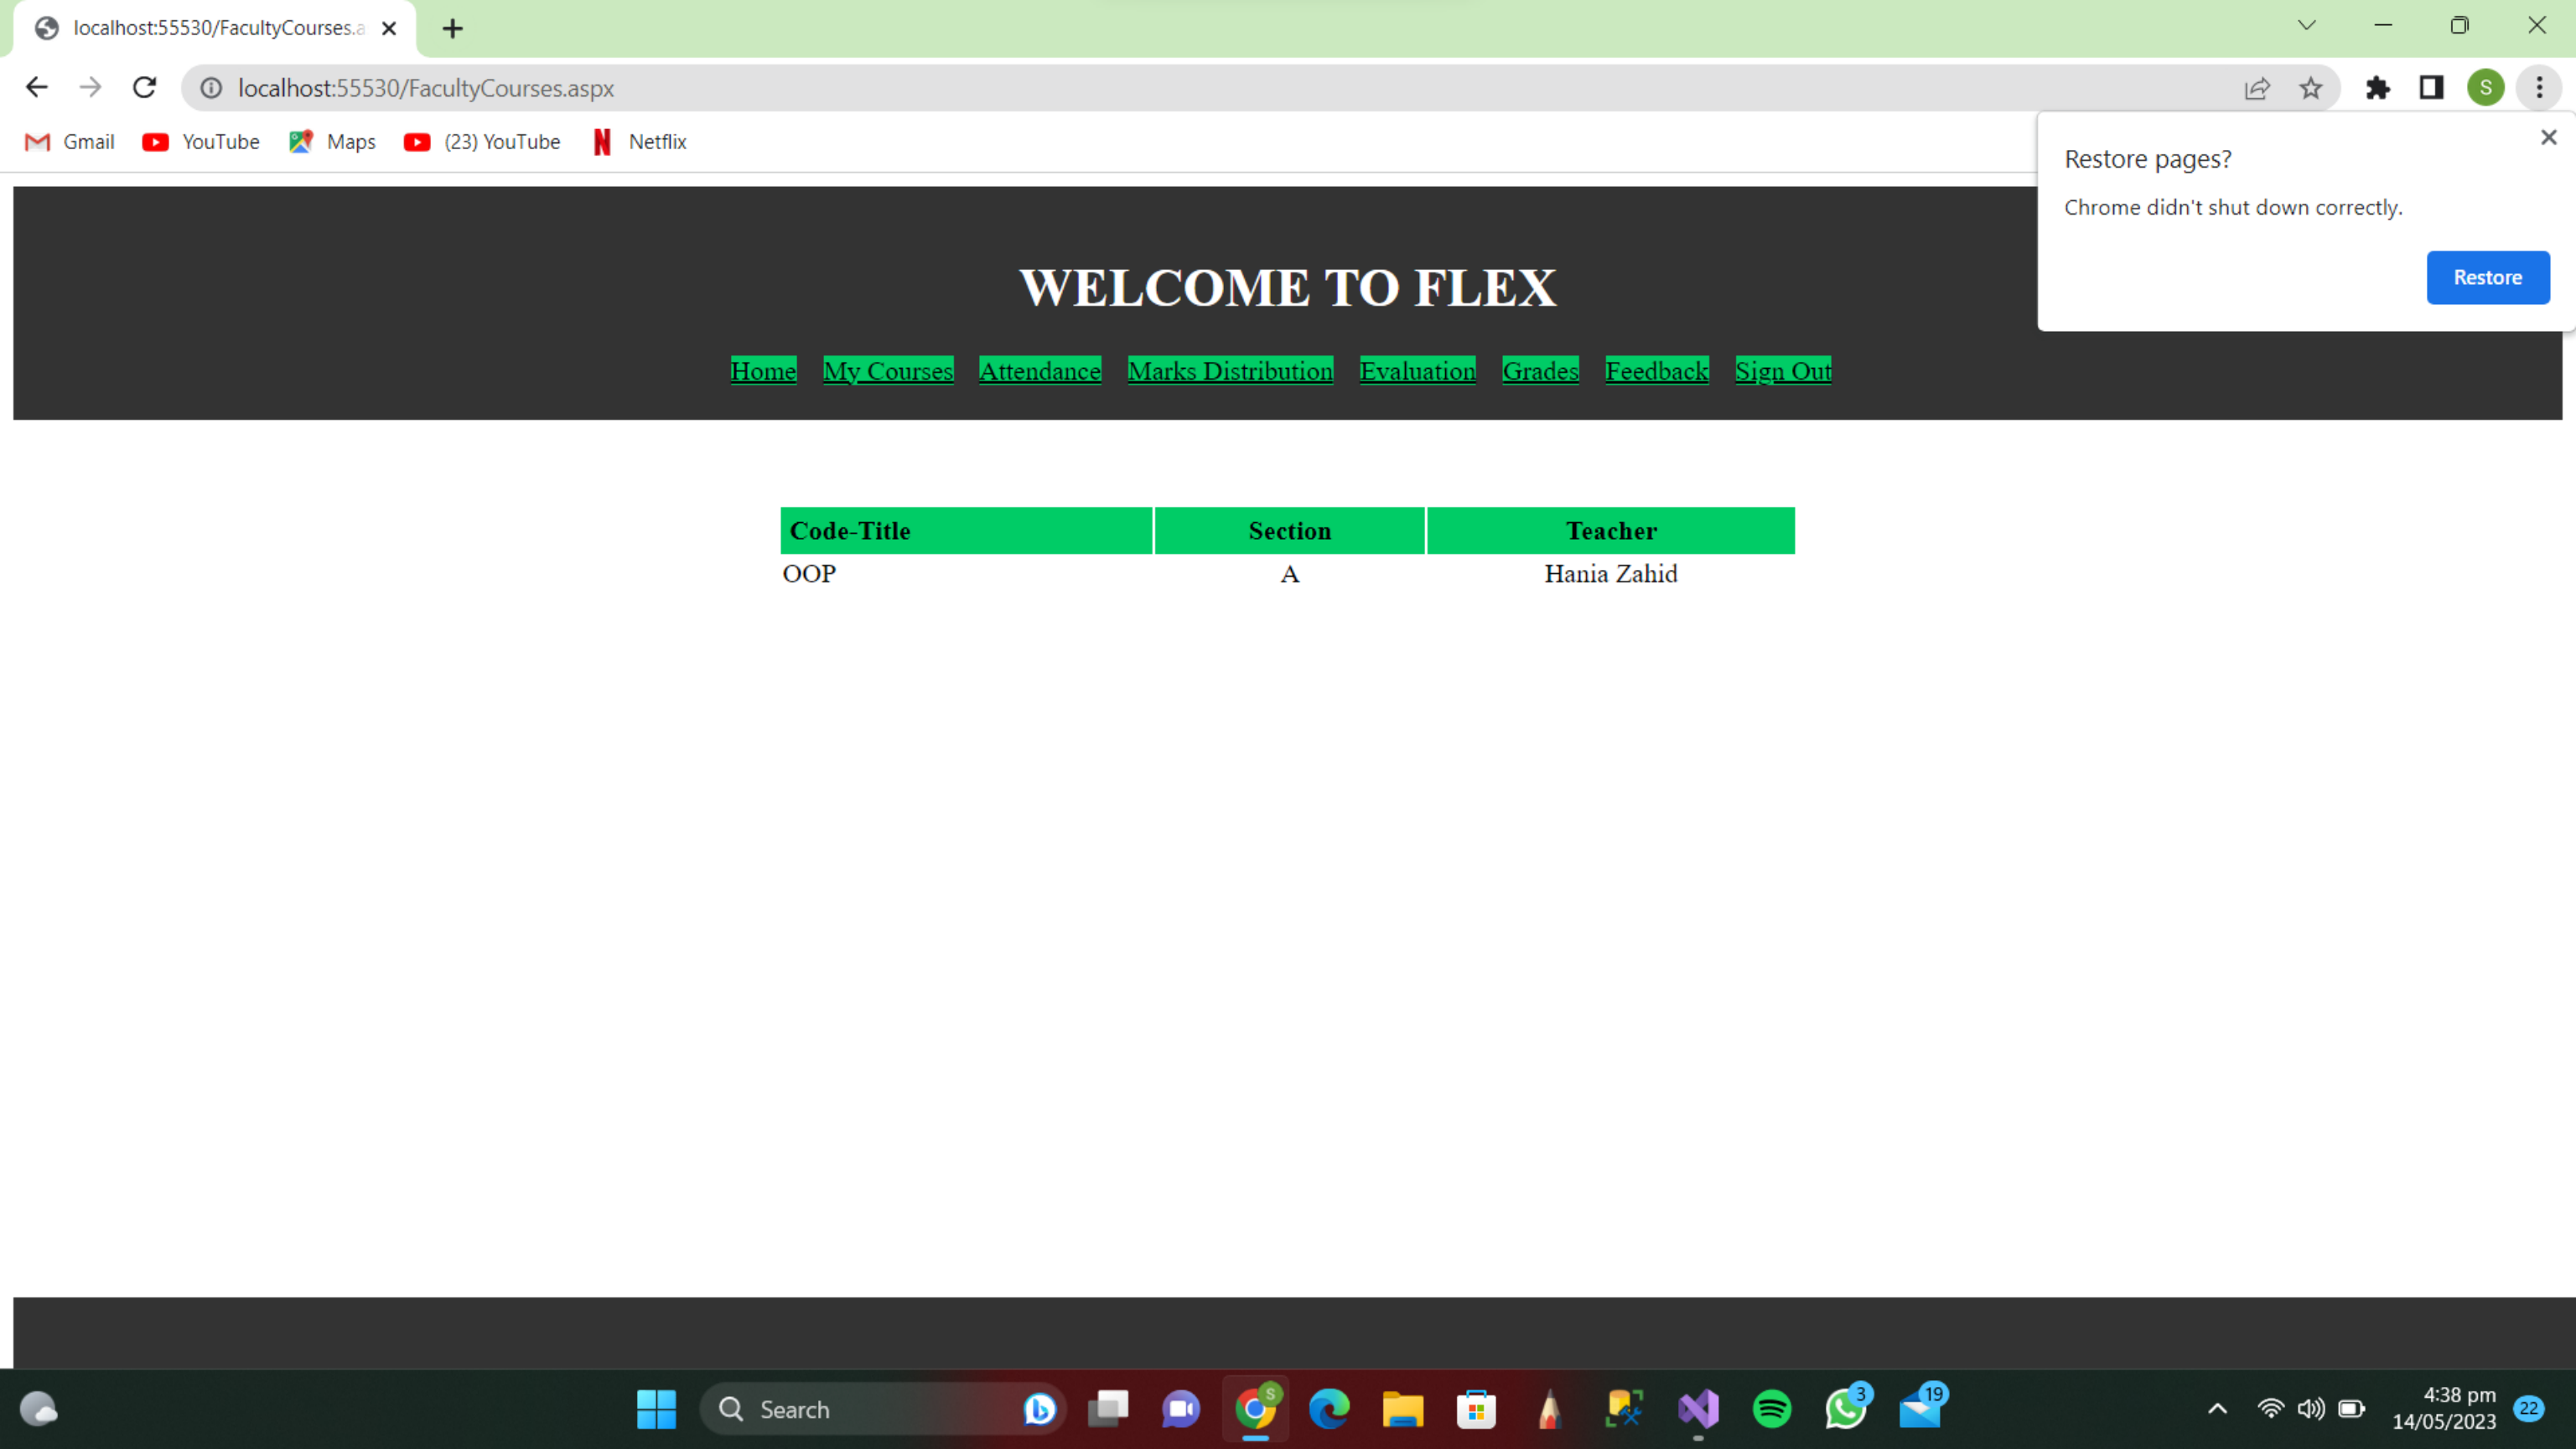 localhost:55530/FacultyCourses.a
localhost:55530/FacultyCourses.aspx
S
Gmail YouTube Maps (23) YouTube Netflix
Restore pages?
Chrome didn't shut down correctly.
Restore
WELCOME TO FLEX
Home My Courses Attendance Marks Distribution Evaluation Grades Feedback Sign Out
Code-Title Section Teacher
OOP A Hania Zahid
Search
S
3
19
4:38 pm
14/05/2023
22